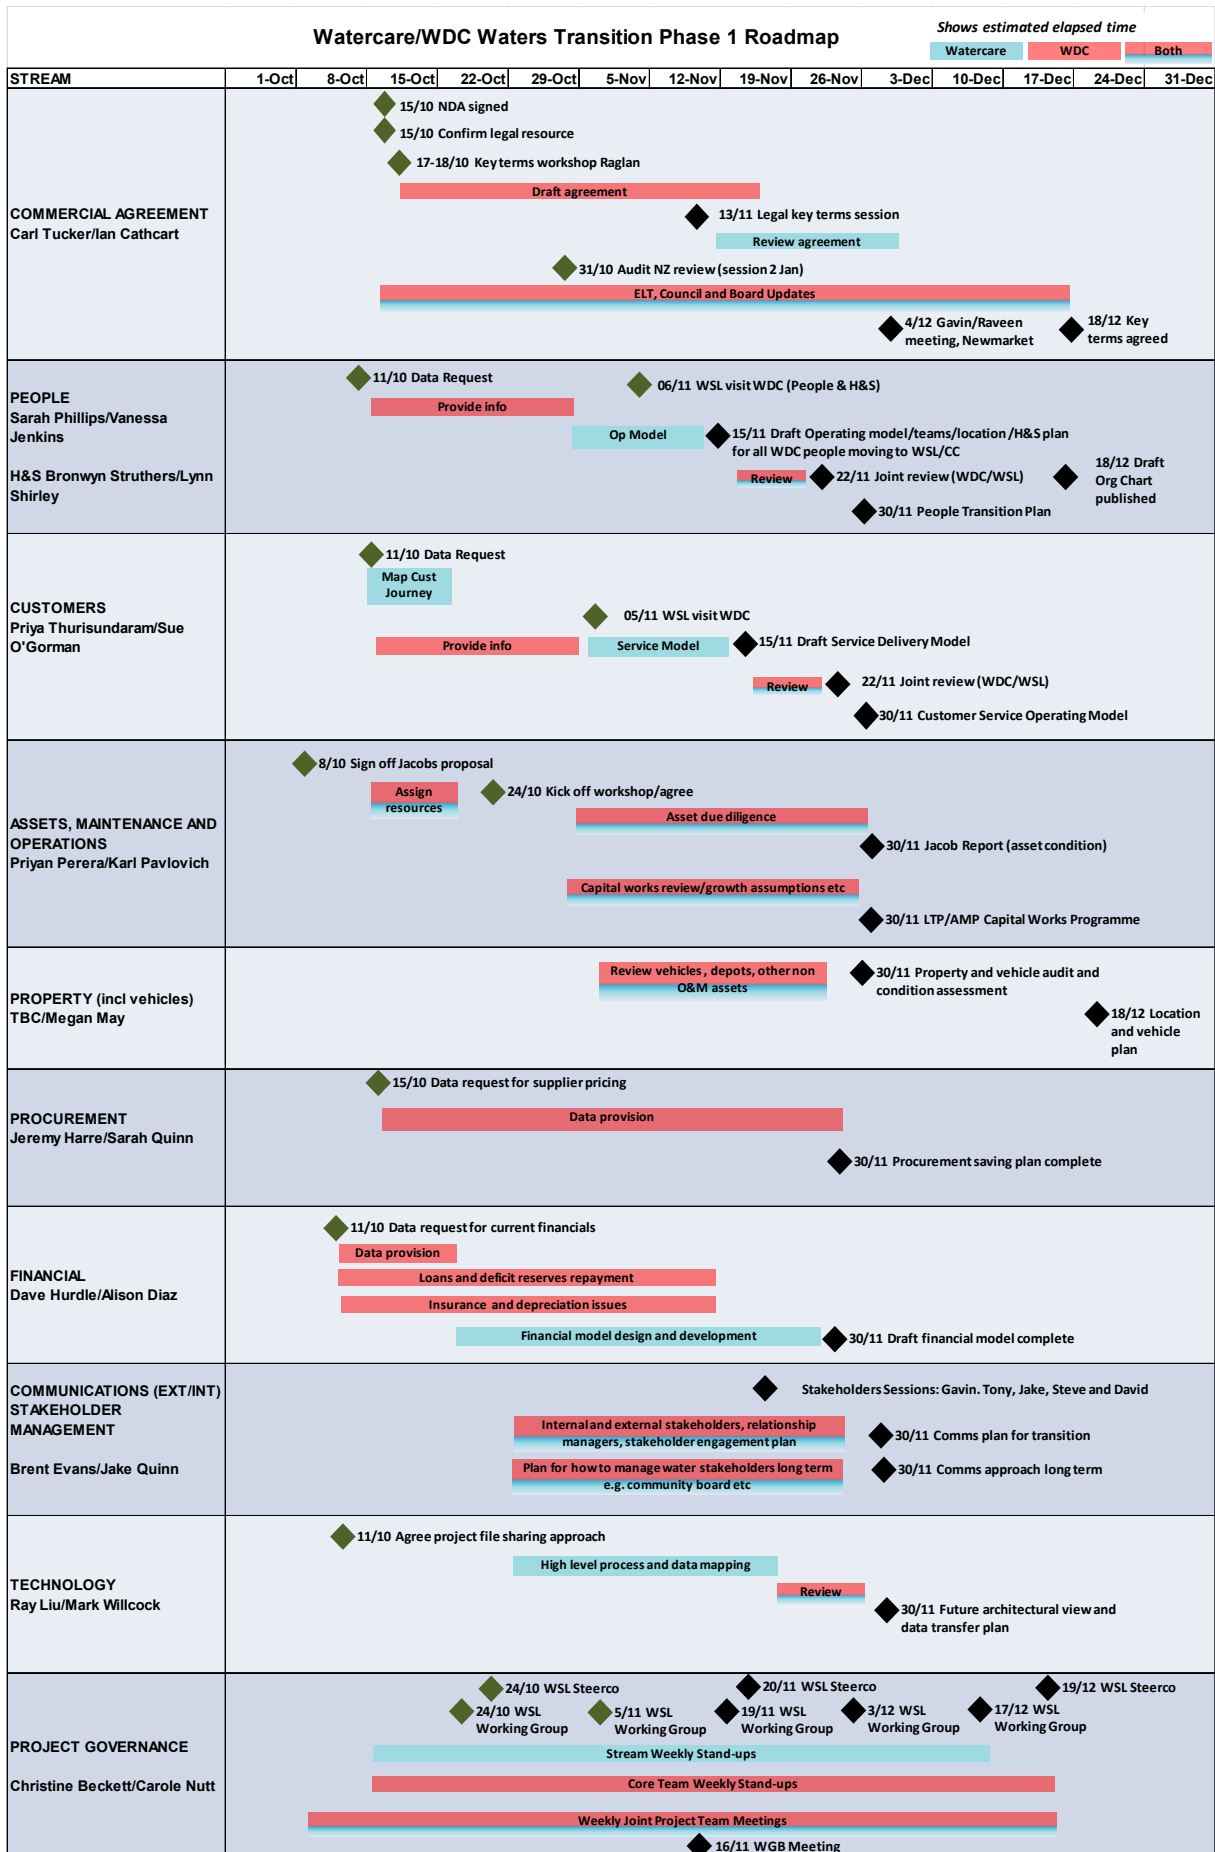 Watercare/WDC Waters Transition Phase 1 Roadmap
Shows estimated elapsed time
Watercare
WDC
Both
STREAM
1-Oct
8-Oct
15-Oct
22-Oct
29-Oct
5-Nov
12-Nov
19-Nov
26-Nov
3-Dec
10-Dec
17-Dec
24-Dec
31-Dec
COMMERCIAL AGREEMENT
Carl Tucker/Ian Cathcart
15/10 NDA signed
15/10 Confirm legal resource
17-18/10 Key terms workshop Raglan
Draft agreement
13/11 Legal key terms session
Review agreement
31/10 Audit NZ review (session 2 Jan)
ELT, Council and Board Updates
4/12 Gavin/Raveen
meeting, Newmarket
18/12 Key
terms agreed
PEOPLE
Sarah Phillips/Vanessa
Jenkins
H&S Bronwyn Struthers/Lynn
Shirley
11/10 Data Request
06/11 WSL visit WDC (People & H&S)
Provide info
Op Model
15/11 Draft Operating model/teams/location/H&S plan
for all WDC people moving to WSL/CC
Review
22/11 Joint review (WDC/WSL)
18/12 Draft
Org Chart
published
30/11 People Transition Plan
CUSTOMERS
Priya Thurisundaram/Sue
O'Gorman
11/10 Data Request
Map Cust
Journey
05/11 WSL visit WDC
Provide info
Service Model
15/11 Draft Service Delivery Model
Review
22/11 Joint review (WDC/WSL)
30/11 Customer Service Operating Model
ASSETS, MAINTENANCE AND
OPERATIONS
Priyan Perera/Karl Pavlovich
8/10 Sign off Jacobs proposal
Assign
resources
24/10 Kick off workshop/agree
Asset due diligence
30/11 Jacob Report (asset condition)
Capital works review/growth assumptions etc
30/11 LTP/AMP Capital Works Programme
PROPERTY (incl vehicles)
TBC/Megan May
Review vehicles , depots, other non
O&M assets
30/11 Property and vehicle audit and
condition assessment
18/12 Location
and vehicle
plan
PROCUREMENT
Jeremy Harre/Sarah Quinn
15/10 Data request for supplier pricing
Data provision
30/11 Procurement saving plan complete
FINANCIAL
Dave Hurdle/Alison Diaz
11/10 Data request for current financials
Data provision
Loans and deficit reserves repayment
Insurance and depreciation issues
Financial model design and development
30/11 Draft financial model complete
COMMUNICATIONS (EXT/INT)
STAKEHOLDER
MANAGEMENT
Brent Evans/Jake Quinn
Stakeholders Sessions: Gavin. Tony, Jake, Steve and David
Internal and external stakeholders, relationship
managers, stakeholder engagement plan
30/11 Comms plan for transition
Plan for how to manage water stakeholders long term
e.g. community board etc
30/11 Comms approach long term
TECHNOLOGY
Ray Liu/Mark Willcock
11/10 Agree project file sharing approach
High level process and data mapping
Review
30/11 Future architectural view and
data transfer plan
PROJECT GOVERNANCE
Christine Beckett/Carole Nutt
24/10 WSL Steerco
20/11 WSL Steerco
19/12 WSL Steerco
24/10 WSL
Working Group
5/11 WSL
Working Group
19/11 WSL
Working Group
3/12 WSL
Working Group
17/12 WSL
Working Group
Stream Weekly Stand-ups
Core Team Weekly Stand-ups
Weekly Joint Project Team Meetings
16/11 WGB Meeting